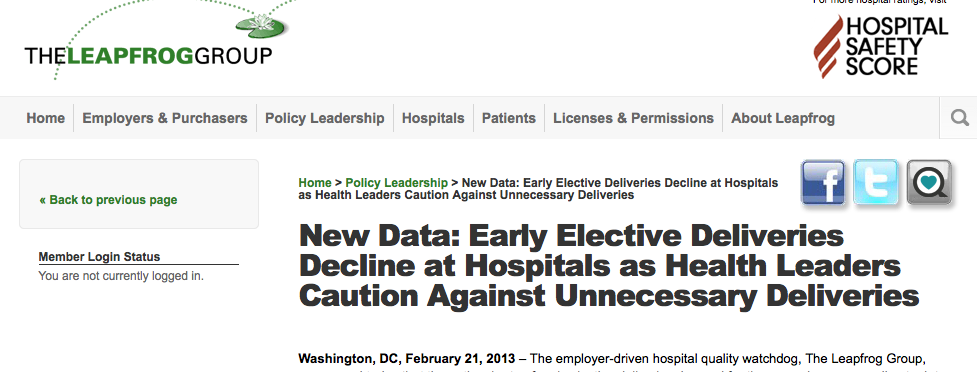 For more hospital ratings, visit
THELEAPFROGGROUP
HOSPITAL
SAFETY
SCORE
Home
Employers & Purchasers
Policy Leadership
Hospitals
Patients
Licenses & Permissions
About Leapfrog
« Back to previous page
Member Login Status
You are not currently logged in.
Home > Policy Leadership > New Data: Early Elective Deliveries Decline at Hospitals
as Health Leaders Caution Against Unnecessary Deliveries
f
t
New Data: Early Elective Deliveries
Decline at Hospitals as Health Leaders
Caution Against Unnecessary Deliveries
Washington, DC, February 21, 2013 – The employer-driven hospital quality watchdog, The Leapfrog Group,